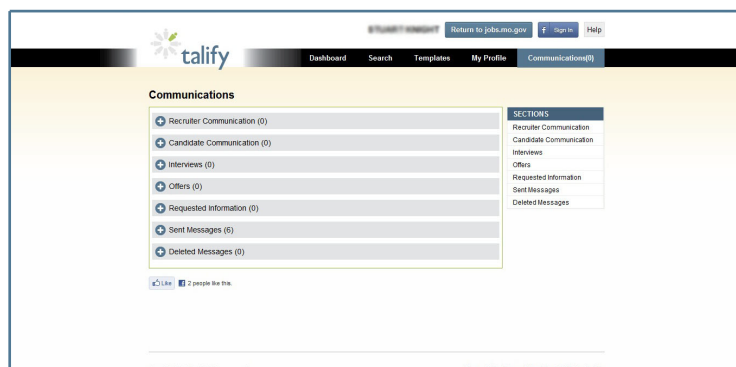 Return to jobs.mo.gov
f Sign In
Help
talify
Dashboard Search Templates My Profile Communications(0)
Communications
Recruiter Communication (0)
Candidate Communication (0)
Interviews (0)
Offers (0)
Requested Information (0)
Sent Messages (6)
Deleted Messages (0)
SECTIONS
Recruiter Communication
Candidate Communication
Interviews
Offers
Requested Information
Sent Messages
Deleted Messages
Like
2 people like this.